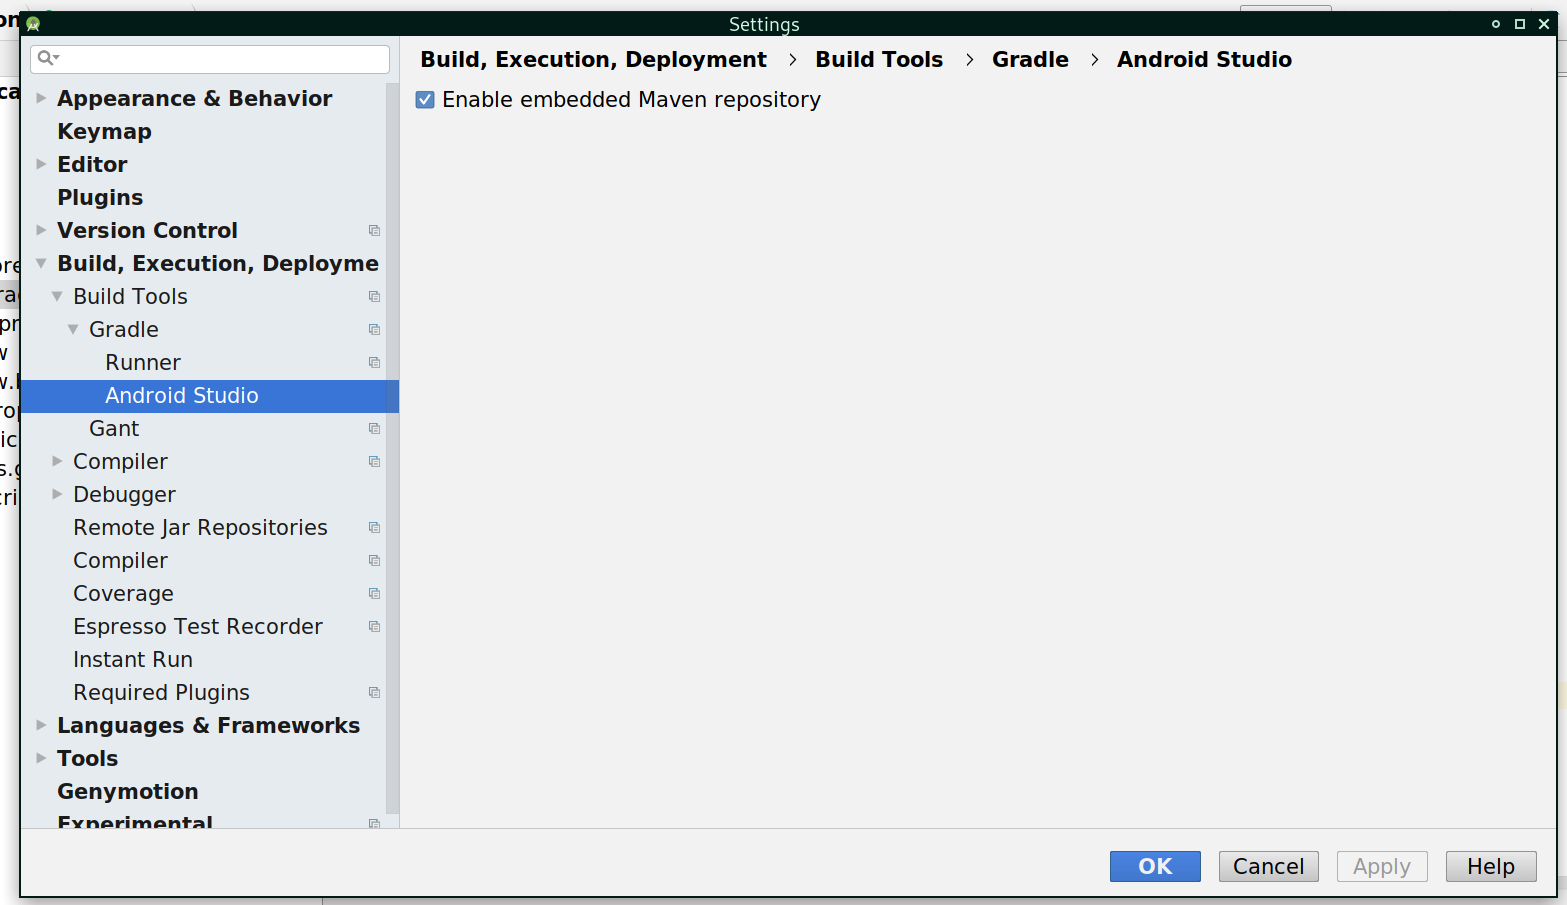 Settings
Build, Execution, Deployment › Build Tools › Gradle › Android Studio
Enable embedded Maven repository
Appearance & Behavior
Keymap
Editor
Plugins
Version Control
Build, Execution, Deployme
Build Tools
Gradle
Runner
Android Studio
Gant
Compiler
Debugger
Remote Jar Repositories
Compiler
Coverage
Espresso Test Recorder
Instant Run
Required Plugins
Languages & Frameworks
Tools
Genymotion
Experimental
OK
Cancel
Apply
Help